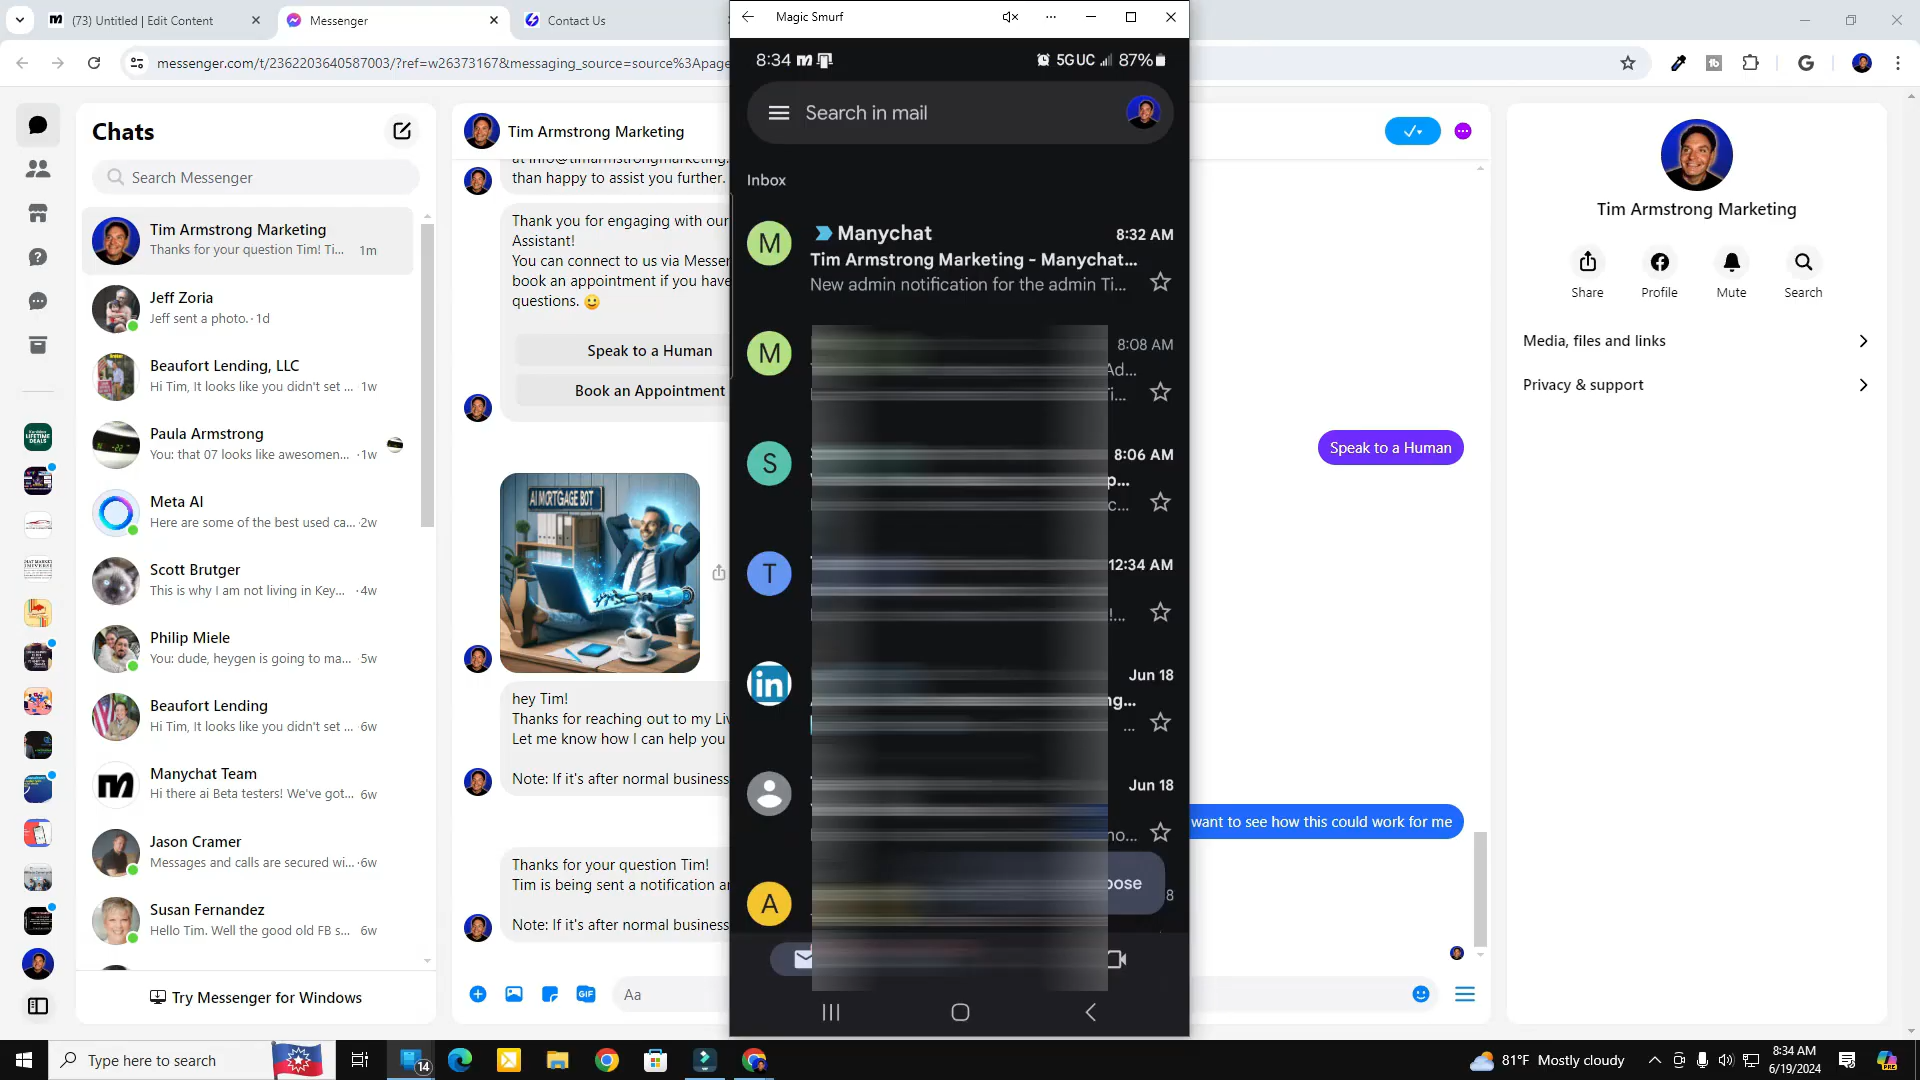 (73) Untitled | Edit Content
Messenger
Contact Us
messenger.com/t/2362203640587003/?ref=w26373167&messaging_source=source%3Apage
Chats
Search Messenger
Tim Armstrong Marketing
Thanks for your question Tim! Ti...
1m
Jeff Zoria
Jeff sent a photo. · 1d
Beaufort Lending, LLC
Hi Tim, It looks like you didn't set ... · 1w
Paula Armstrong
You: that 07 looks like awesomen... · 1w
Meta AI
Here are some of the best used ca... · 2w
Scott Brutger
This is why I am not living in Key... · 4w
Philip Miele
You: dude, heygen is going to ma... · 5w
Beaufort Lending
Hi Tim, It looks like you didn't set ... · 6w
Manychat Team
Hi there ai Beta testers! We've got... 6w
Jason Cramer
Messages and calls are secured wi... · 6w
Susan Fernandez
Hello Tim. Well the good old FB s... · 6w
Try Messenger for Windows
Tim Armstrong Marketing
at info@timarmstrongmarketing.
than happy to assist you further.
Thank you for engaging with our
Assistant!
You can connect to us via Messen
book an appointment if you have
questions. 🙂
Speak to a Human
Book an Appointment
AI MORTGAGE BOT
hey Tim!
Thanks for reaching out to my Li
Let me know how I can help you
Note: If it's after normal business
Thanks for your question Tim!
Tim is being sent a notification a
Note: If it's after normal business
GIF
Aa
Magic Smurf
8:34
5GUC
87%
Search in mail
Inbox
M
Manychat
8:32 AM
Tim Armstrong Marketing - Manychat...
New admin notification for the admin Ti...
M
8:08 AM
Ad...
S
8:06 AM
T
12:34 AM
in
Jun 18
Jun 18
A
Speak to a Human
want to see how this could work for me
Tim Armstrong Marketing
Share
Profile
Mute
Search
Media, files and links
Privacy & support
Type here to search
14
81°F Mostly cloudy
8:34 AM
6/19/2024